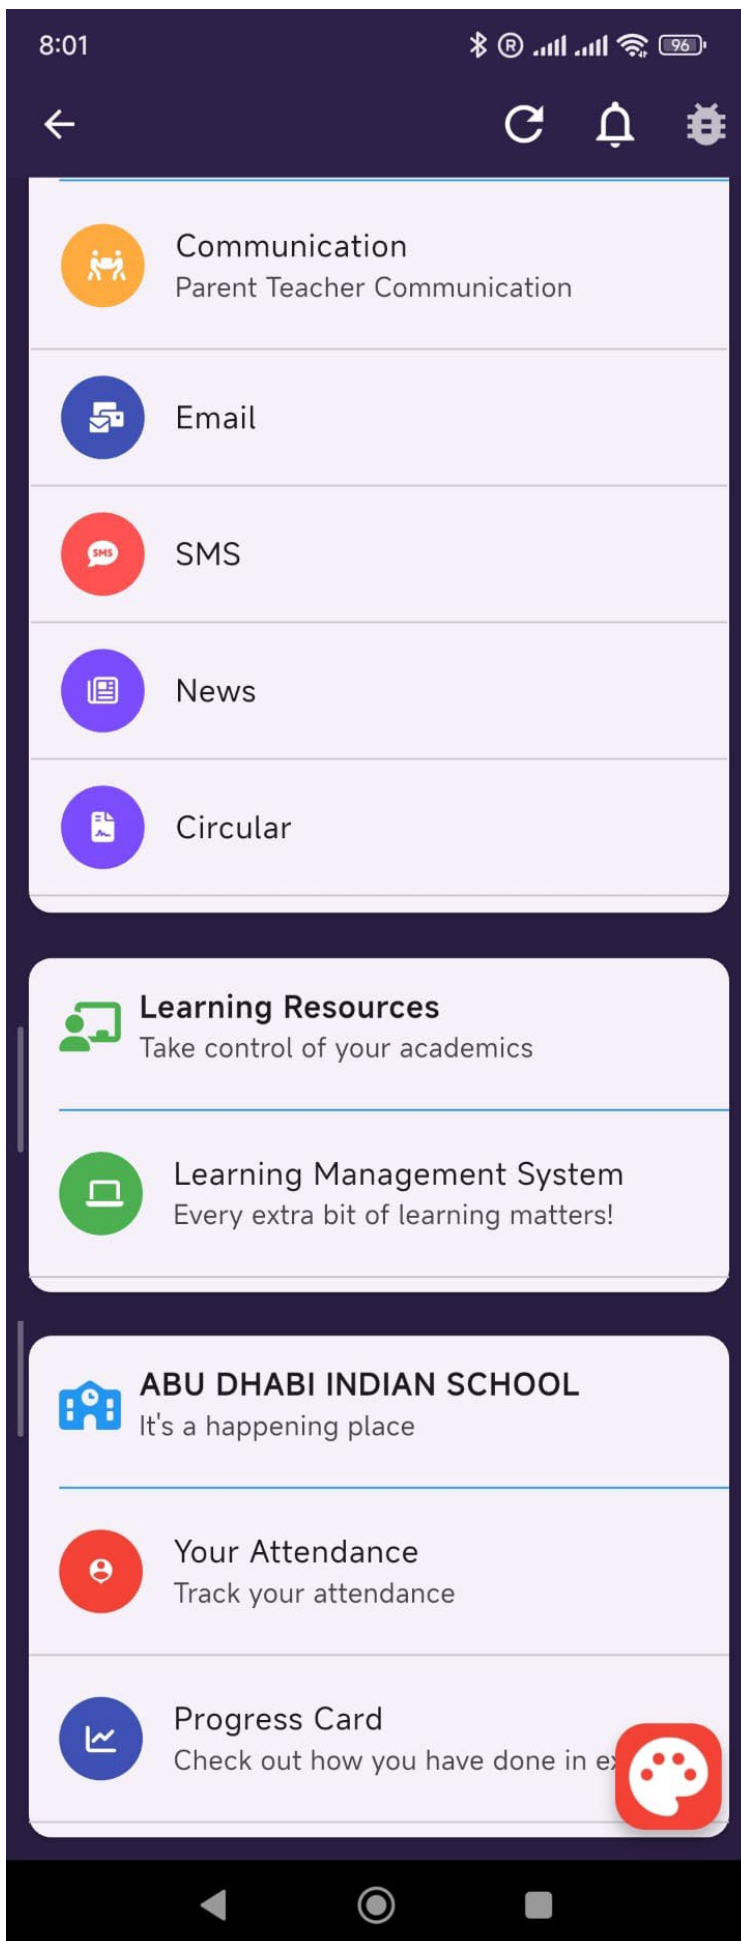 8:01
® 96
Communication
Parent Teacher Communication
Email
SMS
SMS
News
Circular
Learning Resources
Take control of your academics
Learning Management System
Every extra bit of learning matters!
ABU DHABI INDIAN SCHOOL
It's a happening place
Your Attendance
Track your attendance
Progress Card
Check out how you have done in